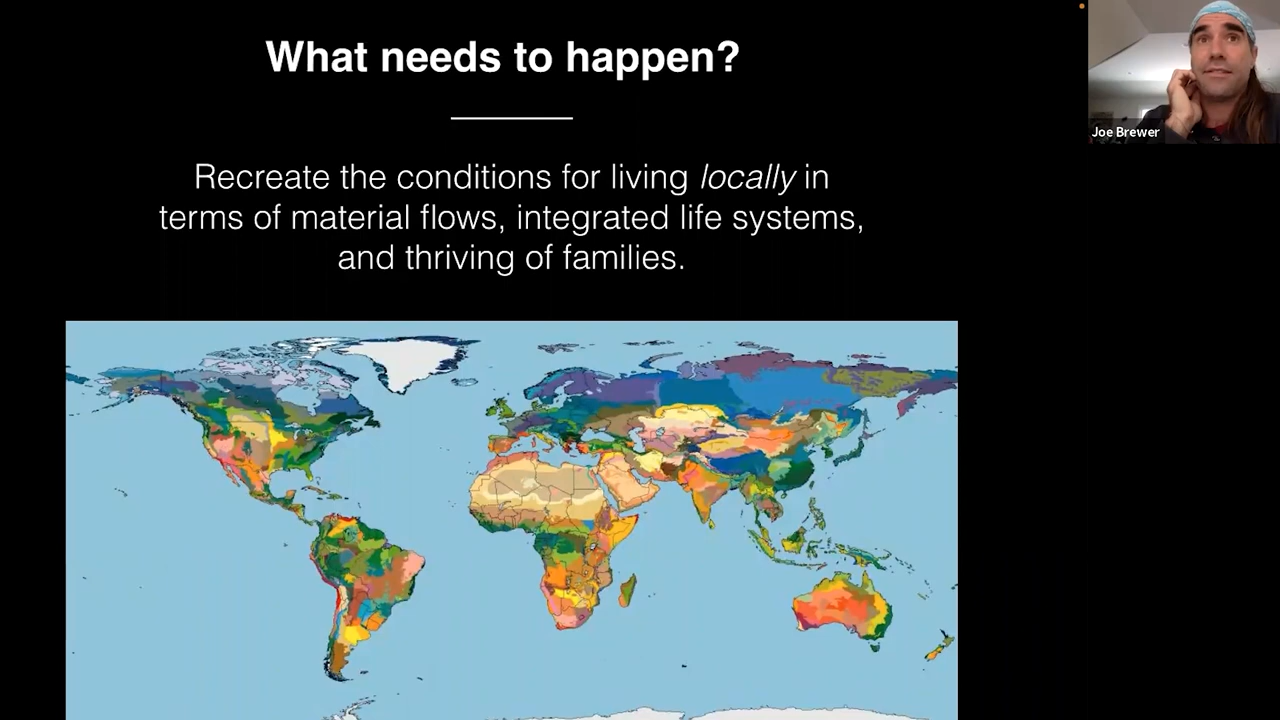 What needs to happen?
Recreate the conditions for living locally in
terms of material flows, integrated life systems,
and thriving of families.
Joe Brewer